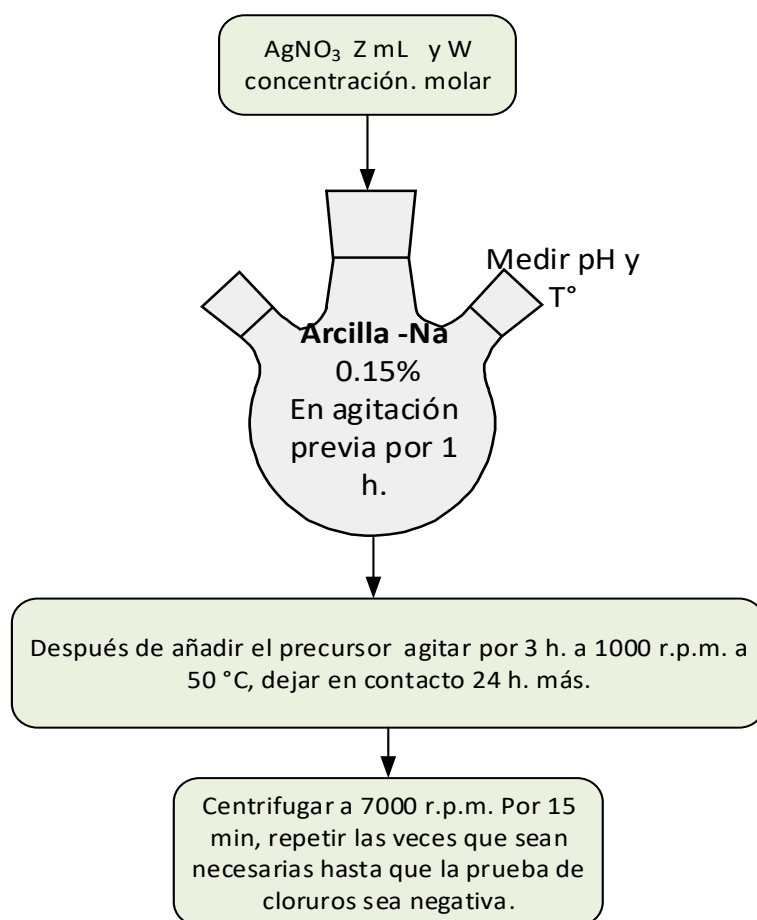 AgNO₃ Z mL y W
concentración. molar
Medir pH y
T°
Arcilla -Na
0.15%
En agitación
previa por 1
h.
Después de añadir el precursor agitar por 3 h. a 1000 r.p.m. a
50 °C, dejar en contacto 24 h. más.
Centrifugar a 7000 r.p.m. Por 15
min, repetir las veces que sean
necesarias hasta que la prueba de
cloruros sea negativa.